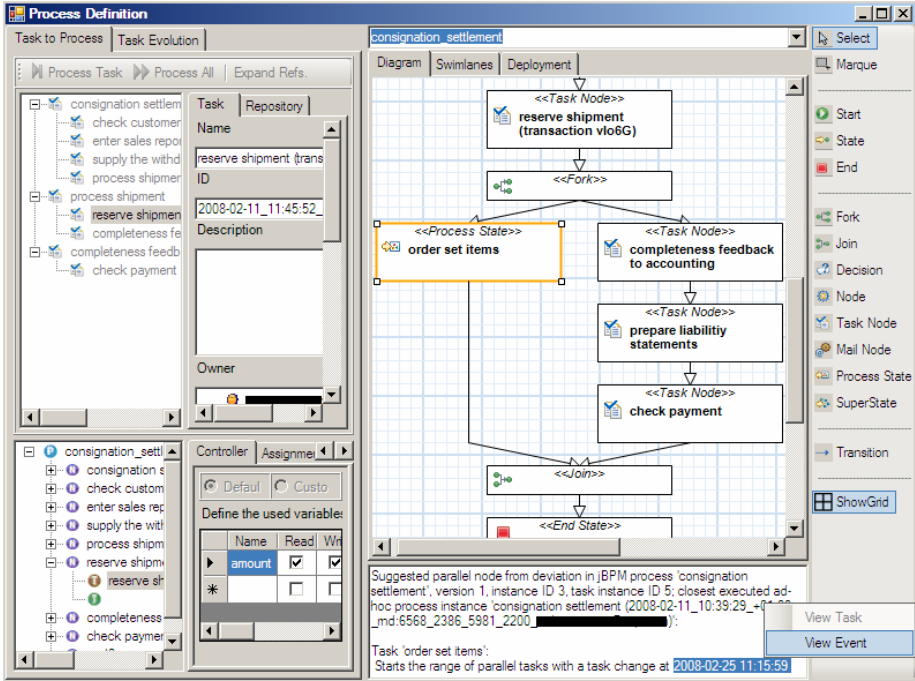 Process Definition
Task to Process
Task Evolution
Process Task
Process All
Expand Refs.
consignation settlem
check customer
enter sales repor
supply the withd
process shipmer
process shipment
reserve shipmen
completeness fe
completeness feedb
check payment
Task
Repository
Name
reserve shipment (trans
ID
2008-02-11_11:45:52_
Description
Owner
consignation_settl
consignation s
check custom
enter sales rep
supply the with
process shipm
reserve shipme
reserve sh
completeness
check paymer
Controller
Assignmen
Defaul
Custo
Define the used variables
Name
Read
Wri
amount
consignation_settlement
Diagram
Swimlanes
Deployment
<<Task Node>>
reserve shipment
(transaction vlo6G)
<<Fork>>
<<Process State>>
order set items
<<Task Node>>
completeness feedback
to accounting
<<Task Node>>
prepare liabilitiy
statements
<<Task Node>>
check payment
<<Join>>
<<End State>>
Suggested parallel node from deviation in jBPM process 'consignation
settlement', version 1, instance ID 3, task instance ID 5; closest executed ad-
hoc process instance 'consignation settlement (2008-02-11_10:39:29_+01:00
_md:6568_2386_5981_2200_ )':
Task 'order set items':
Starts the range of parallel tasks with a task change at 2008-02-25 11:15:59
View Task
View Event
Select
Marque
Start
State
End
Fork
Join
Decision
Node
Task Node
Mail Node
Process State
SuperState
Transition
ShowGrid